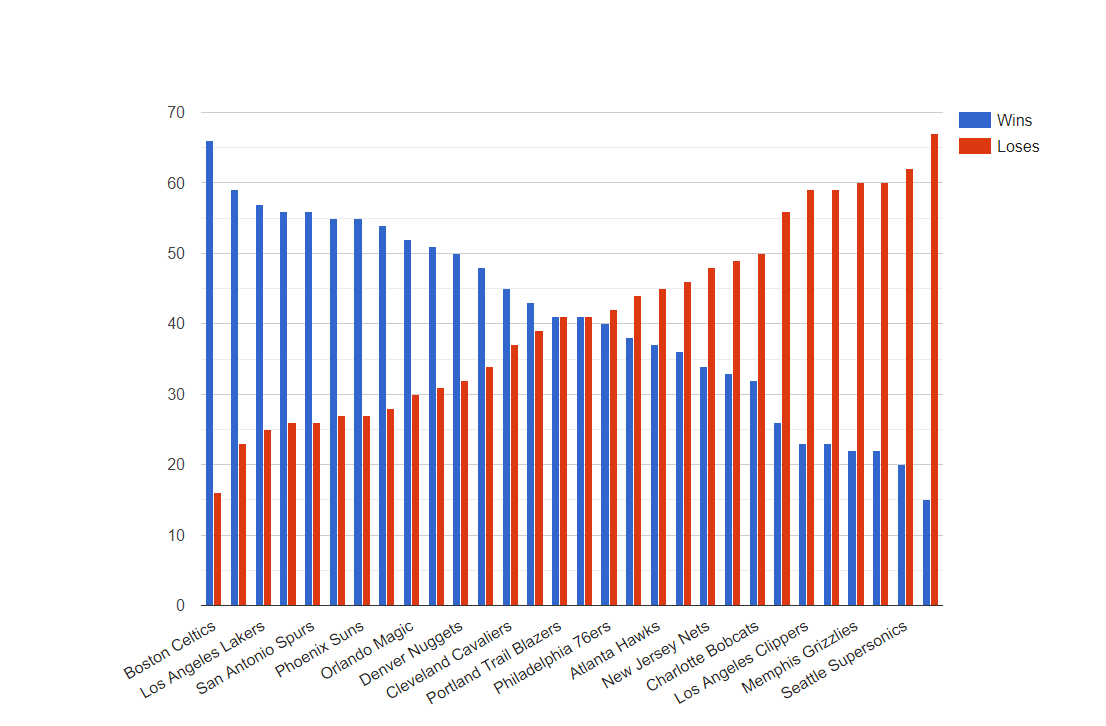 70
60
50
40
30
20
10
0
Wins
Loses
Boston Celtics
Los Angeles Lakers
San Antonio Spurs
Phoenix Suns
Orlando Magic
Denver Nuggets
Cleveland Cavaliers
Portland Trail Blazers
Philadelphia 76ers
Atlanta Hawks
New Jersey Nets
Charlotte Bobcats
Los Angeles Clippers
Memphis Grizzlies
Seattle Supersonics